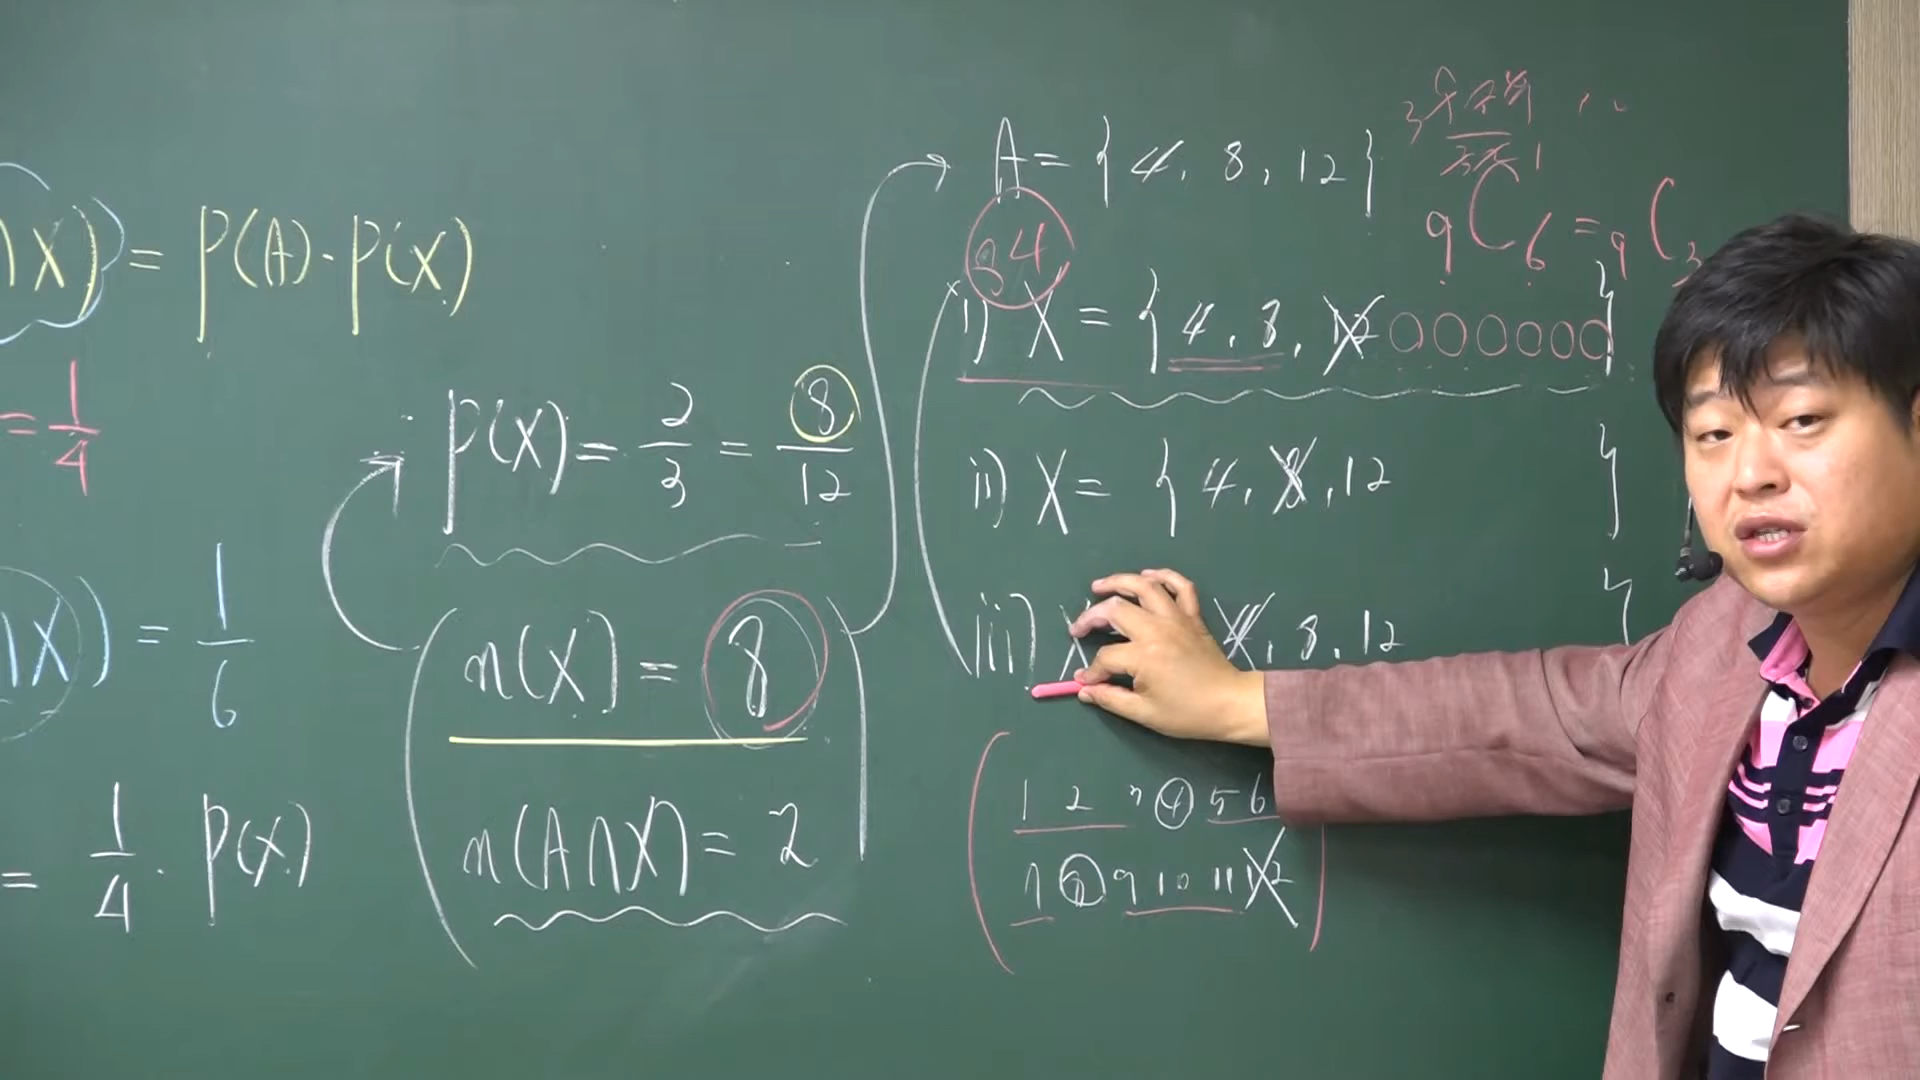 ∩X) = P(A)·P(X)
= 1/4
∩X) = 1/6
= 1/4 · P(X)
P(X) = 2/3 = 8/12
n(X) = 8
n(A∩X) = 2
A = { 4, 8, 12 }
9C6 = 9C3
84
i) X = { 4, 8, 12 ○○○○○○ }
ii) X = { 4, 8, 12 }
iii) X 4, 8, 12 }
1 2 3 ④ 5 6
7 ⑧ 9 10 11 12